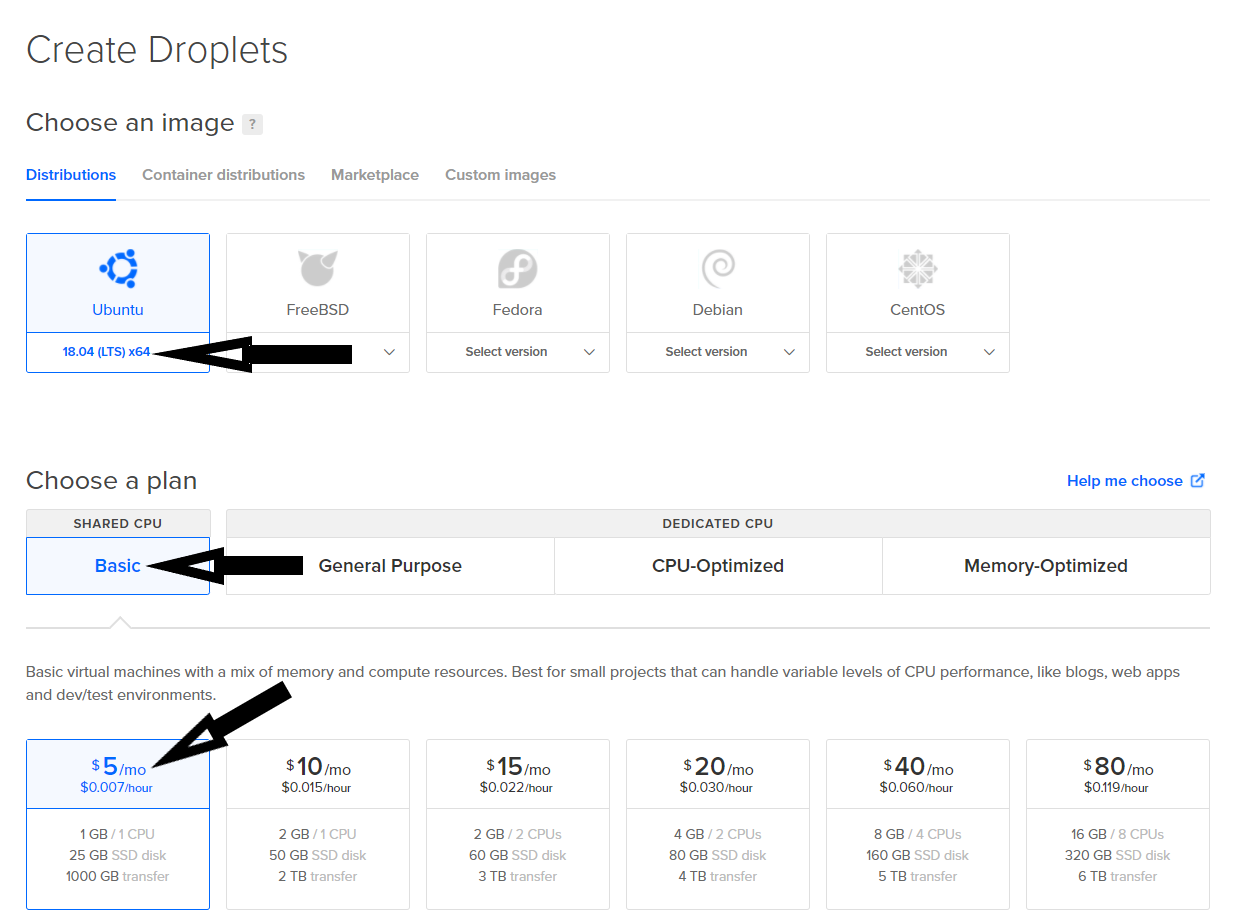 Create Droplets
Choose an image ?
Distributions Container distributions Marketplace Custom images
Ubuntu FreeBSD Fedora Debian CentOS
18.04 (LTS) x64 Select version Select version Select version
Choose a plan Help me choose
SHARED CPU DEDICATED CPU
Basic General Purpose CPU-Optimized Memory-Optimized
Basic virtual machines with a mix of memory and compute resources. Best for small projects that can handle variable levels of CPU performance, like blogs, web apps
and dev/test environments.
$5/mo $10/mo $15/mo $20/mo $40/mo $80/mo
$0.007/hour $0.015/hour $0.022/hour $0.030/hour $0.060/hour $0.119/hour
1 GB / 1 CPU 2 GB / 1 CPU 2 GB / 2 CPUs 4 GB / 2 CPUs 8 GB / 4 CPUs 16 GB / 8 CPUs
25 GB SSD disk 50 GB SSD disk 60 GB SSD disk 80 GB SSD disk 160 GB SSD disk 320 GB SSD disk
1000 GB transfer 2 TB transfer 3 TB transfer 4 TB transfer 5 TB transfer 6 TB transfer